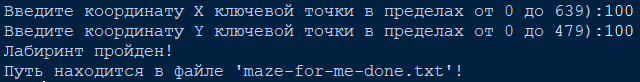 Введите координату X ключевой точки в пределах от 0 до 639):100
Введите координату Y ключевой точки в пределах от 0 до 479):100
Лабиринт пройден!
Путь находится в файле 'maze-for-me-done.txt'!